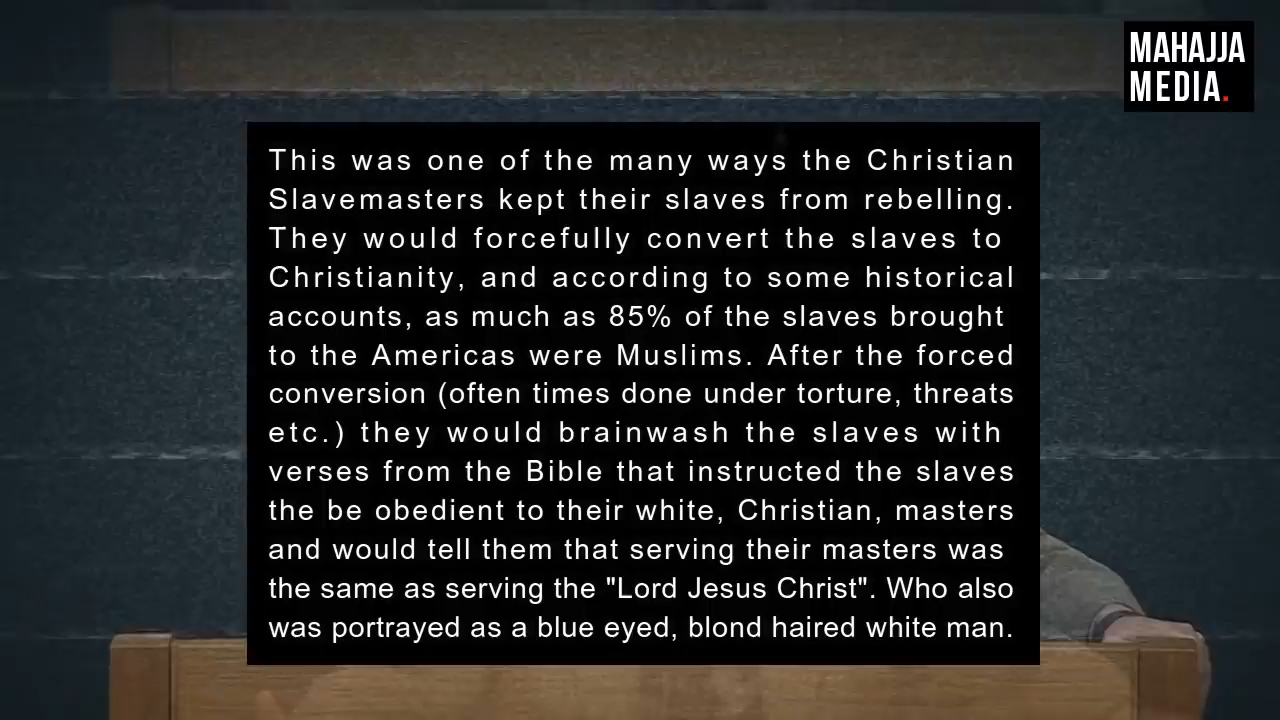 MAHAJJA
MEDIA.
This was one of the many ways the Christian
Slavemasters kept their slaves from rebelling.
They would forcefully convert the slaves to
Christianity, and according to some historical
accounts, as much as 85% of the slaves brought
to the Americas were Muslims. After the forced
conversion (often times done under torture, threats
etc.) they would brainwash the slaves with
verses from the Bible that instructed the slaves
the be obedient to their white, Christian, masters
and would tell them that serving their masters was
the same as serving the "Lord Jesus Christ". Who also
was portrayed as a blue eyed, blond haired white man.